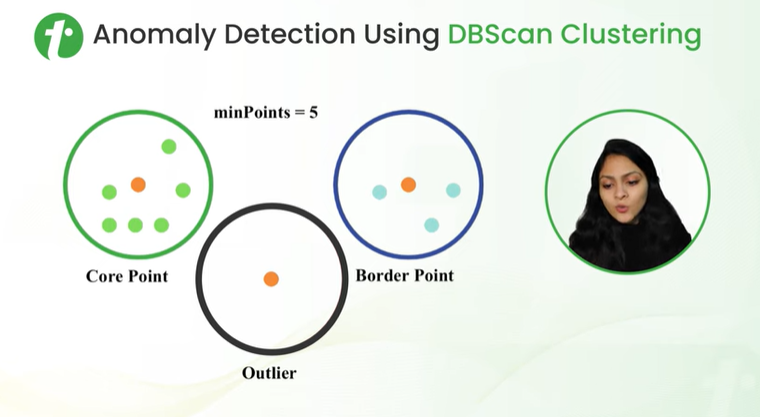 Anomaly Detection Using DBScan Clustering
minPoints = 5
Core Point
Border Point
Outlier